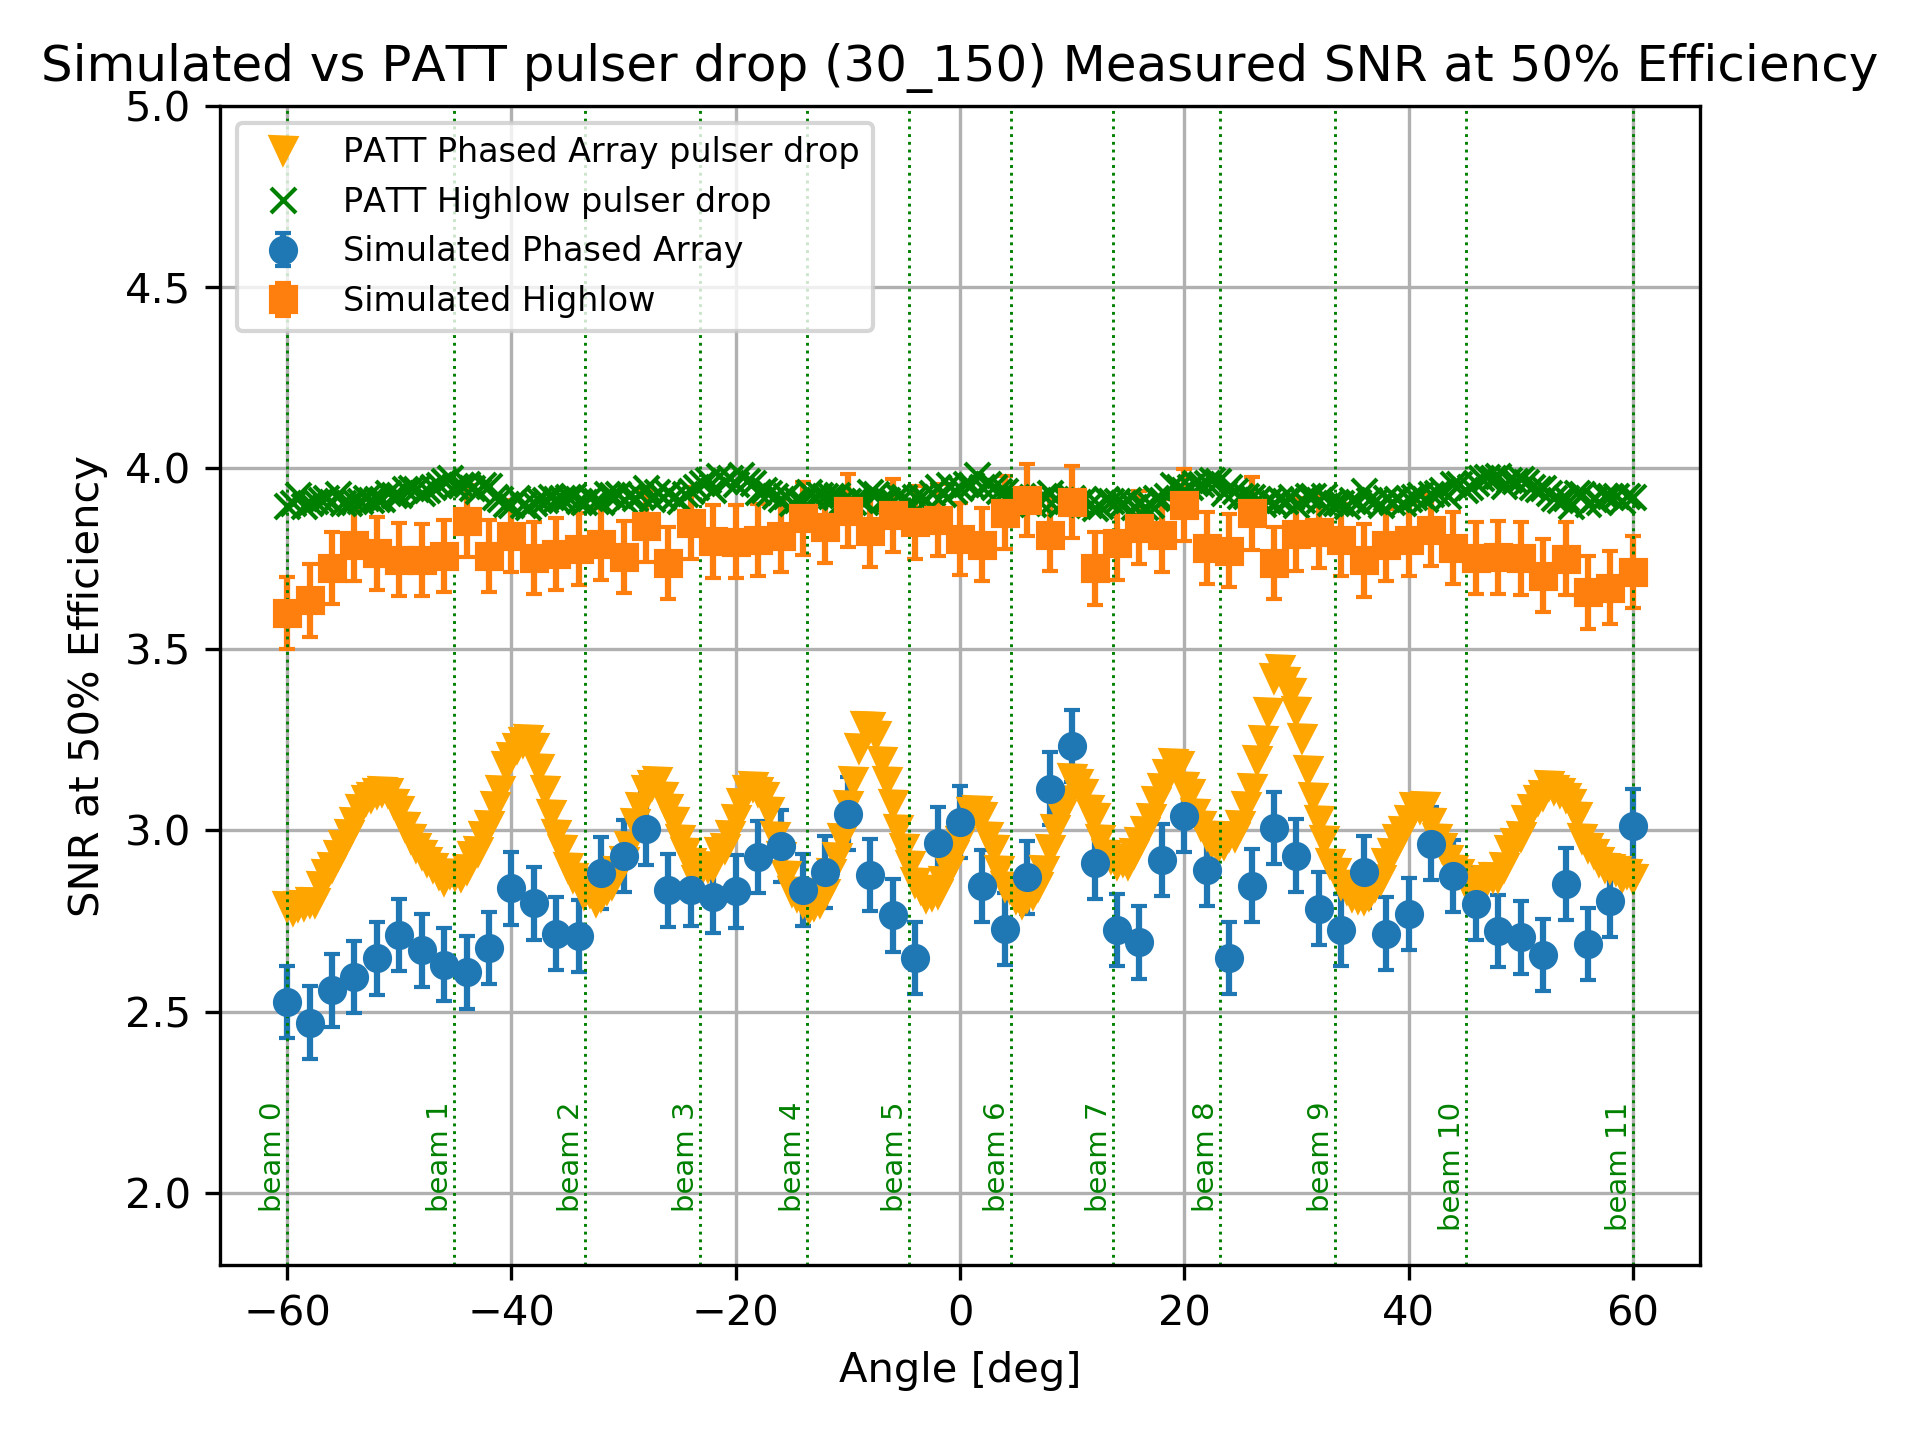 Simulated vs PATT pulser drop (30_150) Measured SNR at 50% Efficiency
PATT Phased Array pulser drop
PATT Highlow pulser drop
Simulated Phased Array
Simulated Highlow
SNR at 50% Efficiency
5.0
4.5
4.0
3.5
3.0
2.5
2.0
beam 0
beam 1
beam 2
beam 3
beam 4
beam 5
beam 6
beam 7
beam 8
beam 9
beam 10
beam 11
−60
−40
−20
0
20
40
60
Angle [deg]